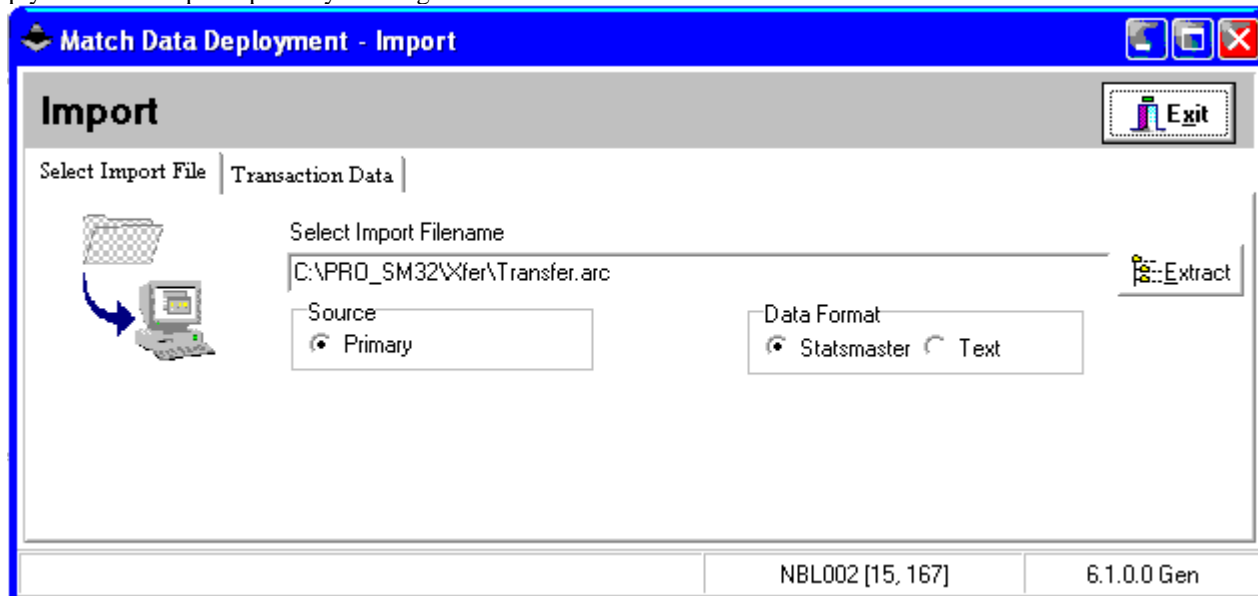 Match Data Deployment - Import
Import
Exit
Select Import File Transaction Data
Select Import Filename
C:\PRO_SM32\Xfer\Transfer.arc
Extract
Source
Primary
Data Format
Statsmaster Text
NBL002 [15, 167] 6.1.0.0 Gen